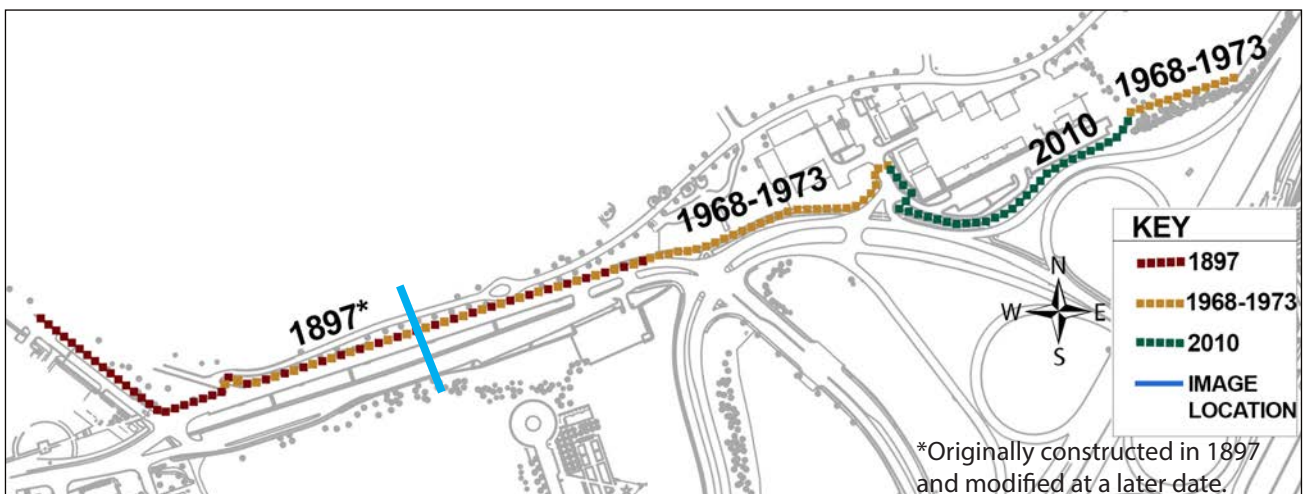 1968-1973
2010
1968-1973
1897*
KEY
1897
1968-1973
2010
IMAGE
LOCATION
N
W
E
S
*Originally constructed in 1897
and modified at a later date.